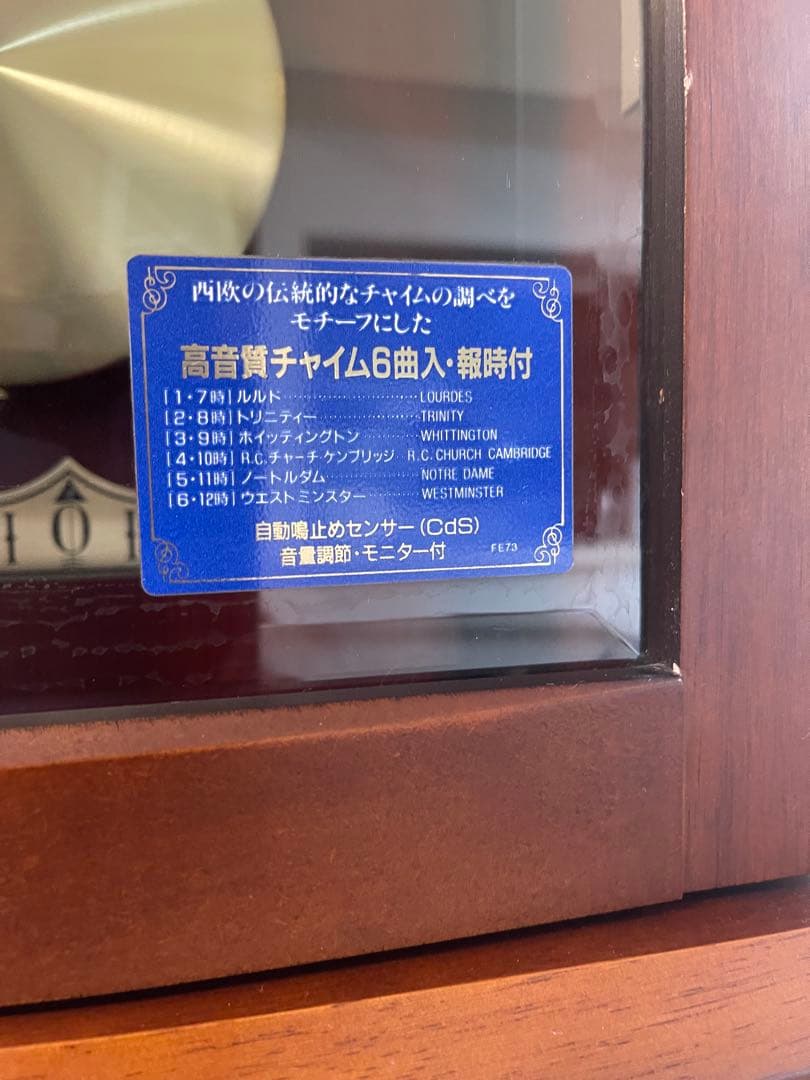 西欧の伝統的なチャイムの調べを
モチーフにした
高音質チャイム6曲入・報時付
[1・7時]ルルド……………………LOURDES
[2・8時]トリニティー………………TRINITY
[3・9時]ホイッティングトン…………WHITTINGTON
[4・10時]R.C.チャーチ ケンブリッジ R.C.CHURCH CAMBRIDGE
[5・11時]ノートルダム………………NOTRE DAME
[6・12時]ウエストミンスター…………WESTMINSTER
自動鳴止めセンサー(CdS)
音量調節・モニター付 FE73